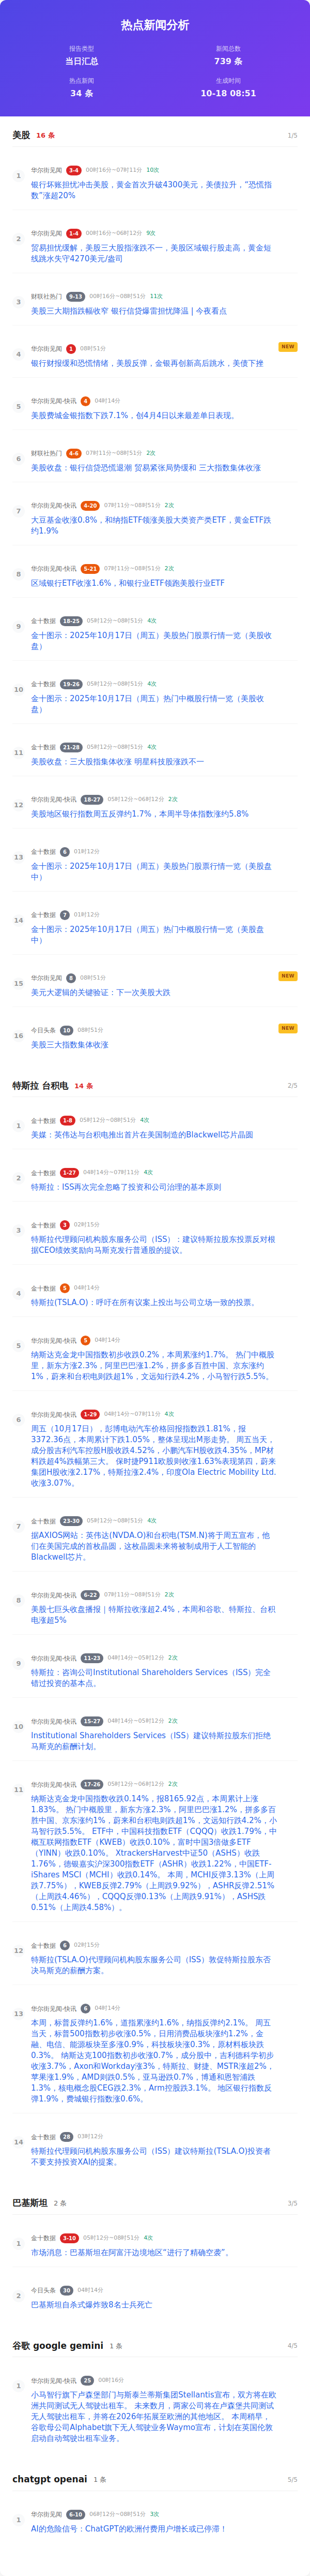 热点新闻分析
报告类型
当日汇总
新闻总数
739 条
热点新闻
34 条
生成时间
10-18 08:51
美股 16 条 1/5
1
华尔街见闻 3-4 00时16分~07时11分 10次
银行坏账担忧冲击美股，黄金首次升破4300美元，美债拉升，“恐慌指
数”涨超20%
2
华尔街见闻 1-4 00时16分~06时12分 9次
贸易担忧缓解，美股三大股指涨跌不一，美股区域银行股走高，黄金短
线跳水失守4270美元/盎司
3
财联社热门 9-13 00时16分~08时51分 11次
美股三大期指跌幅收窄 银行信贷爆雷担忧降温 | 今夜看点
4
华尔街见闻 1 08时51分 NEW
银行财报缓和恐慌情绪，美股反弹，金银再创新高后跳水，美债下挫
5
华尔街见闻-快讯 4 04时14分
美股费城金银指数下跌7.1%，创4月4日以来最差单日表现。
6
财联社热门 4-6 07时11分~08时51分 2次
美股收盘：银行信贷恐慌退潮 贸易紧张局势缓和 三大指数集体收涨
7
华尔街见闻-快讯 4-20 07时11分~08时51分 2次
大豆基金收涨0.8%，和纳指ETF领涨美股大类资产类ETF，黄金ETF跌
约1.9%
8
华尔街见闻-快讯 5-21 07时11分~08时51分 2次
区域银行ETF收涨1.6%，和银行业ETF领跑美股行业ETF
9
金十数据 18-25 05时12分~08时51分 4次
金十图示：2025年10月17日（周五）美股热门股票行情一览（美股收
盘）
10
金十数据 19-26 05时12分~08时51分 4次
金十图示：2025年10月17日（周五）热门中概股行情一览（美股收
盘）
11
金十数据 21-28 05时12分~08时51分 4次
美股收盘：三大股指集体收涨 明星科技股涨跌不一
12
华尔街见闻-快讯 18-27 05时12分~06时12分 2次
美股地区银行指数周五反弹约1.7%，本周半导体指数涨约5.8%
13
金十数据 6 01时12分
金十图示：2025年10月17日（周五）美股热门股票行情一览（美股盘
中）
14
金十数据 7 01时12分
金十图示：2025年10月17日（周五）热门中概股行情一览（美股盘
中）
15
华尔街见闻 8 08时51分 NEW
美元大逻辑的关键验证：下一次美股大跌
16
今日头条 10 08时51分 NEW
美股三大指数集体收涨
特斯拉 台积电 14 条 2/5
1
金十数据 1-8 05时12分~08时51分 4次
美媒：英伟达与台积电推出首片在美国制造的Blackwell芯片晶圆
2
金十数据 1-27 04时14分~07时11分 4次
特斯拉：ISS再次完全忽略了投资和公司治理的基本原则
3
金十数据 3 02时15分
特斯拉代理顾问机构股东服务公司（ISS）：建议特斯拉股东投票反对根
据CEO绩效奖励向马斯克发行普通股的提议。
4
金十数据 5 04时14分
特斯拉(TSLA.O)：呼吁在所有议案上投出与公司立场一致的投票。
5
华尔街见闻-快讯 5 04时14分
纳斯达克金龙中国指数初步收跌0.2%，本周累涨约1.7%。 热门中概股
里，新东方涨2.3%，阿里巴巴涨1.2%，拼多多百胜中国、京东涨约
1%，蔚来和台积电则跌超1%，文远知行跌4.2%，小马智行跌5.5%。
6
华尔街见闻-快讯 1-29 04时14分~07时11分 4次
周五（10月17日），彭博电动汽车价格回报指数跌1.81%，报
3372.36点，本周累计下跌1.05%，整体呈现出M形走势。 周五当天，
成分股吉利汽车控股H股收跌4.52%，小鹏汽车H股收跌4.35%，MP材
料跌超4%跌幅第三大。 保时捷P911欧股则收涨1.63%表现第四，蔚来
集团H股收涨2.17%，特斯拉涨2.4%，印度Ola Electric Mobility Ltd.
收涨3.07%。
7
金十数据 23-30 05时12分~08时51分 4次
据AXIOS网站：英伟达(NVDA.O)和台积电(TSM.N)将于周五宣布，他
们在美国完成的首枚晶圆，这枚晶圆未来将被制成用于人工智能的
Blackwell芯片。
8
华尔街见闻-快讯 6-22 07时11分~08时51分 2次
美股七巨头收盘播报｜特斯拉收涨超2.4%，本周和谷歌、特斯拉、台积
电涨超5%
9
华尔街见闻-快讯 11-23 04时14分~05时12分 2次
特斯拉：咨询公司Institutional Shareholders Services（ISS）完全
错过投资的基本点。
10
华尔街见闻-快讯 15-27 04时14分~05时12分 2次
Institutional Shareholders Services（ISS）建议特斯拉股东们拒绝
马斯克的薪酬计划。
11
华尔街见闻-快讯 17-26 05时12分~06时12分 2次
纳斯达克金龙中国指数收跌0.14%，报8165.92点，本周累计上涨
1.83%。 热门中概股里，新东方涨2.3%，阿里巴巴涨1.2%，拼多多百
胜中国、京东涨约1%，蔚来和台积电则跌超1%，文远知行跌4.2%，小
马智行跌5.5%。 ETF中，中国科技指数ETF（CQQQ）收跌1.79%，中
概互联网指数ETF（KWEB）收跌0.10%，富时中国3倍做多ETF
（YINN）收跌0.10%。 XtrackersHarvest中证50（ASHS）收跌
1.76%，德银嘉实沪深300指数ETF（ASHR）收跌1.22%，中国ETF-
iShares MSCI（MCHI）收跌0.14%。 本周，MCHI反弹3.13%（上周
跌7.75%），KWEB反弹2.79%（上周跌9.92%），ASHR反弹2.51%
（上周跌4.46%），CQQQ反弹0.13%（上周跌9.91%），ASHS跌
0.51%（上周跌4.58%）。
12
金十数据 6 02时15分
特斯拉(TSLA.O)代理顾问机构股东服务公司（ISS）敦促特斯拉股东否
决马斯克的薪酬方案。
13
华尔街见闻-快讯 6 04时14分
本周，标普反弹约1.6%，道指累涨约1.6%，纳指反弹约2.1%。 周五
当天，标普500指数初步收涨0.5%，日用消费品板块涨约1.2%，金
融、电信、能源板块至多涨0.9%，科技板块涨0.3%，原材料板块跌
0.3%。 纳斯达克100指数初步收涨0.7%，成分股中，吉利德科学初步
收涨3.7%，Axon和Workday涨3%，特斯拉、财捷、MSTR涨超2%，
苹果涨1.9%，AMD则跌0.5%，亚马逊跌0.7%，博通和恩智浦跌
1.3%，核电概念股CEG跌2.3%，Arm控股跌3.1%。 地区银行指数反
弹1.9%，费城银行指数涨0.6%。
14
金十数据 28 03时12分
特斯拉代理顾问机构股东服务公司（ISS）建议特斯拉(TSLA.O)投资者
不要支持投资XAI的提案。
巴基斯坦 2 条 3/5
1
金十数据 3-10 05时12分~08时51分 4次
市场消息：巴基斯坦在阿富汗边境地区“进行了精确空袭”。
2
今日头条 30 04时14分
巴基斯坦自杀式爆炸致8名士兵死亡
谷歌 google gemini 1 条 4/5
1
华尔街见闻-快讯 25 00时16分
小马智行旗下卢森堡部门与斯泰兰蒂斯集团Stellantis宣布，双方将在欧
洲共同测试无人驾驶出租车。 未来数月，两家公司将在卢森堡共同测试
无人驾驶出租车，并将在2026年拓展至欧洲的其他地区。 本周稍早，
谷歌母公司Alphabet旗下无人驾驶业务Waymo宣布，计划在英国伦敦
启动自动驾驶出租车业务。
chatgpt openai 1 条 5/5
1
华尔街见闻 6-10 06时12分~08时51分 3次
AI的危险信号：ChatGPT的欧洲付费用户增长或已停滞！